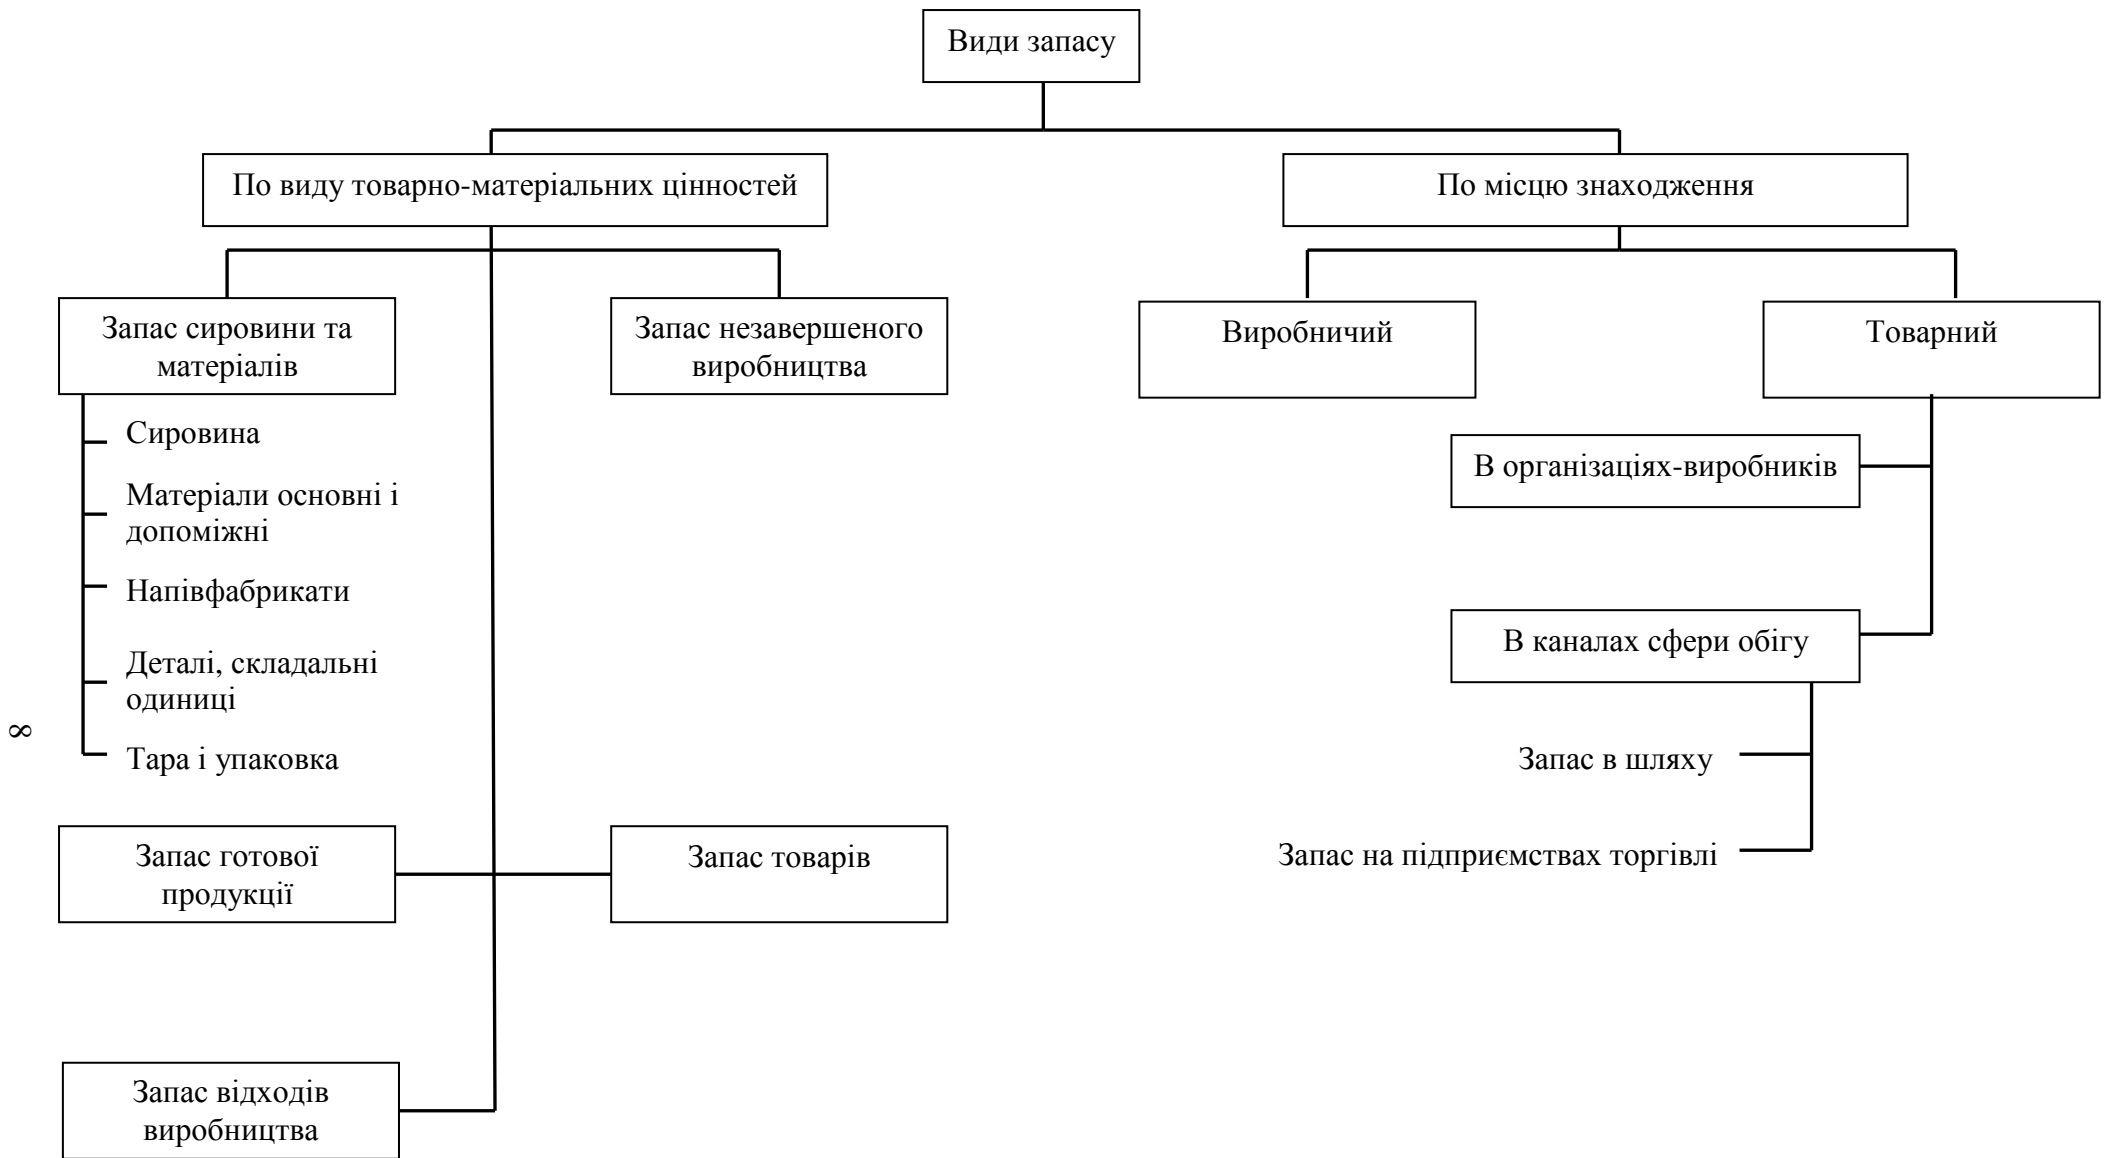 Види запасу
По виду товарно-матеріальних цінностей
По місцю знаходження
Запас сировини та
матеріалів
Запас незавершеного
виробництва
Виробничий
Товарний
Сировина
Матеріали основні і
допоміжні
Напівфабрикати
Деталі, складальні
одиниці
Тара і упаковка
В організаціях-виробників
В каналах сфери обігу
Запас в шляху
Запас на підприємствах торгівлі
8
Запас готової
продукції
Запас товарів
Запас відходів
виробництва